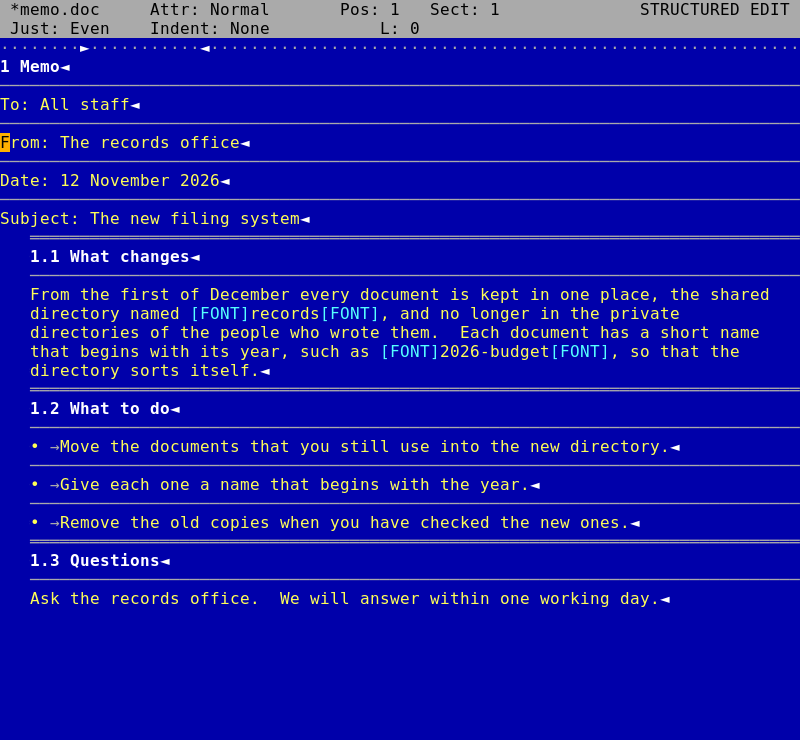 *memo.doc Attr: Normal Pos: 1 Sect: 1 STRUCTURED EDIT
Just: Even Indent: None L: 0
1 Memo◄
To: All staff◄
From: The records office◄
Date: 12 November 2026◄
Subject: The new filing system◄
1.1 What changes◄
From the first of December every document is kept in one place, the shared
directory named [FONT]records[FONT], and no longer in the private
directories of the people who wrote them.  Each document has a short name
that begins with its year, such as [FONT]2026-budget[FONT], so that the
directory sorts itself.◄
1.2 What to do◄
• →Move the documents that you still use into the new directory.◄
• →Give each one a name that begins with the year.◄
• →Remove the old copies when you have checked the new ones.◄
1.3 Questions◄
Ask the records office.  We will answer within one working day.◄